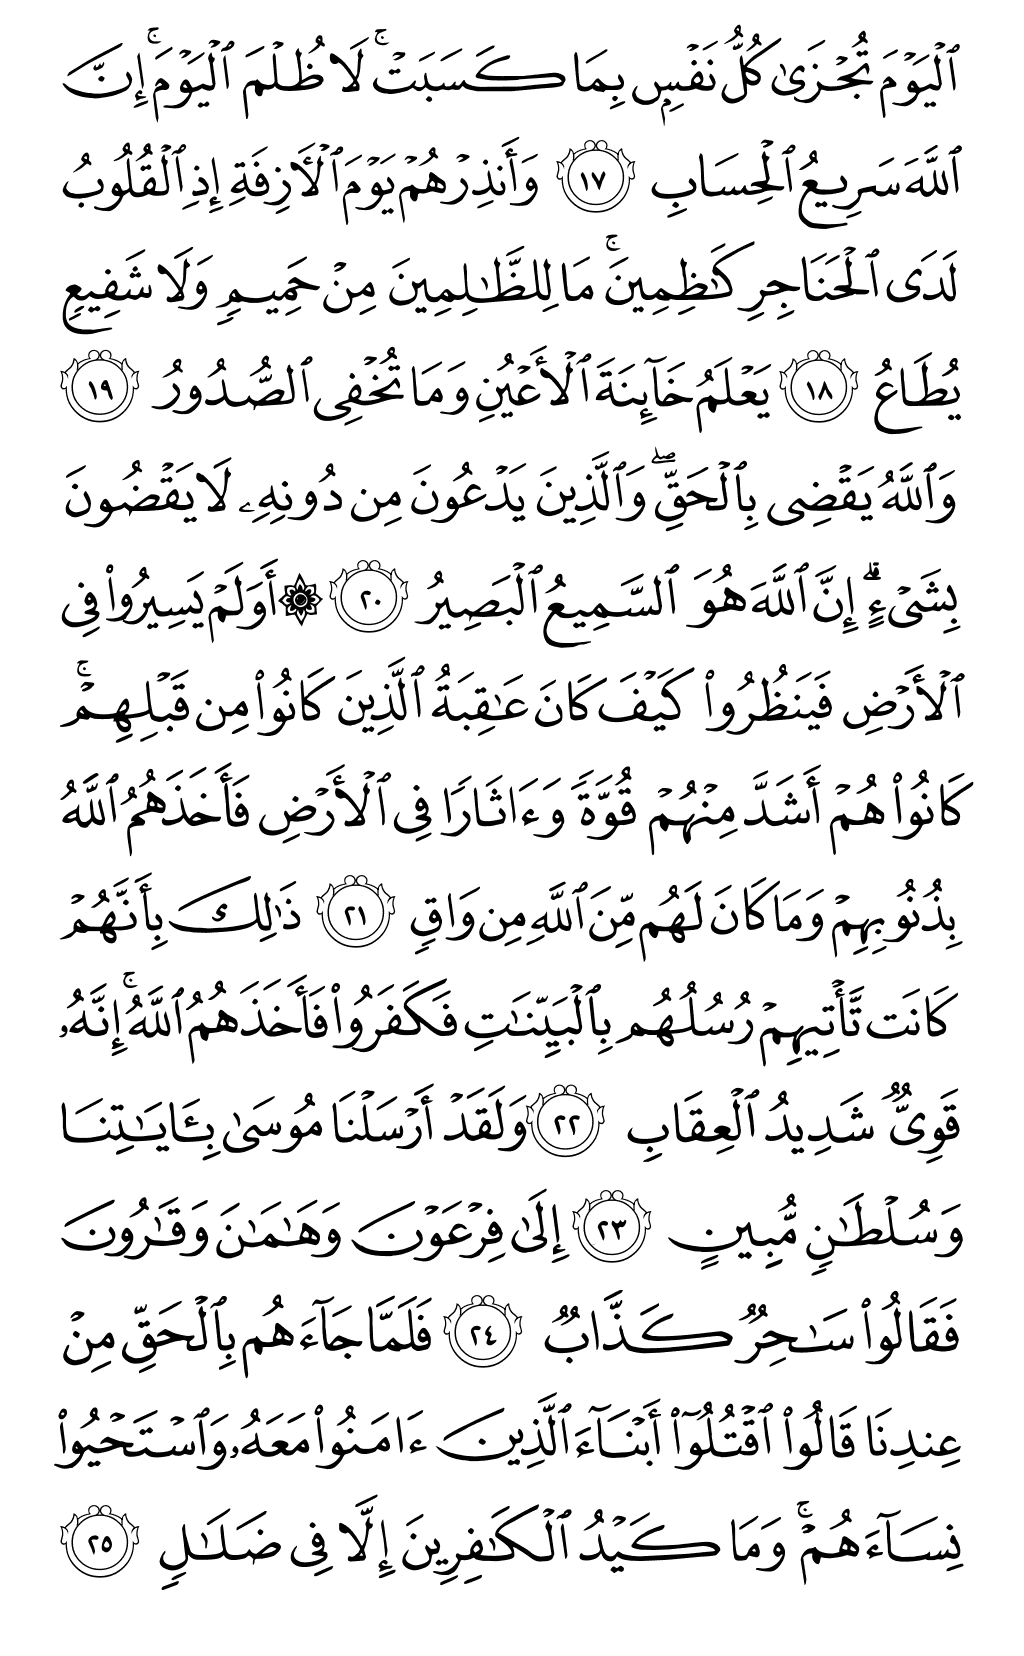 ٱلۡيَوۡمَ تُجۡزَىٰ كُلُّ نَفۡسِۭ بِمَا كَسَبَتۡۚ لَا ظُلۡمَ ٱلۡيَوۡمَۚ إِنَّ
ٱللَّهَ سَرِيعُ ٱلۡحِسَابِ ١٧ وَأَنذِرۡهُمۡ يَوۡمَ ٱلۡأٓزِفَةِ إِذِ ٱلۡقُلُوبُ
لَدَى ٱلۡحَنَاجِرِ كَٰظِمِينَۚ مَا لِلظَّٰلِمِينَ مِنۡ حَمِيمٖ وَلَا شَفِيعٖ
يُطَاعُ ١٨ يَعۡلَمُ خَآئِنَةَ ٱلۡأَعۡيُنِ وَمَا تُخۡفِي ٱلصُّدُورُ ١٩
وَٱللَّهُ يَقۡضِي بِٱلۡحَقِّۖ وَٱلَّذِينَ يَدۡعُونَ مِن دُونِهِۦ لَا يَقۡضُونَ
بِشَيۡءٍۗ إِنَّ ٱللَّهَ هُوَ ٱلسَّمِيعُ ٱلۡبَصِيرُ ٢٠ ۞ أَوَلَمۡ يَسِيرُواْ فِي
ٱلۡأَرۡضِ فَيَنظُرُواْ كَيۡفَ كَانَ عَٰقِبَةُ ٱلَّذِينَ كَانُواْ مِن قَبۡلِهِمۡۚ
كَانُواْ هُمۡ أَشَدَّ مِنۡهُمۡ قُوَّةٗ وَءَاثَارٗا فِي ٱلۡأَرۡضِ فَأَخَذَهُمُ ٱللَّهُ
بِذُنُوبِهِمۡ وَمَا كَانَ لَهُم مِّنَ ٱللَّهِ مِن وَاقٖ ٢١ ذَٰلِكَ بِأَنَّهُمۡ
كَانَت تَّأۡتِيهِمۡ رُسُلُهُم بِٱلۡبَيِّنَٰتِ فَكَفَرُواْ فَأَخَذَهُمُ ٱللَّهُۚ إِنَّهُۥ
قَوِيّٞ شَدِيدُ ٱلۡعِقَابِ ٢٢ وَلَقَدۡ أَرۡسَلۡنَا مُوسَىٰ بِـَٔايَٰتِنَا
وَسُلۡطَٰنٖ مُّبِينٍ ٢٣ إِلَىٰ فِرۡعَوۡنَ وَهَٰمَٰنَ وَقَٰرُونَ
فَقَالُواْ سَٰحِرٞ كَذَّابٞ ٢٤ فَلَمَّا جَآءَهُم بِٱلۡحَقِّ مِنۡ
عِندِنَا قَالُواْ ٱقۡتُلُوٓاْ أَبۡنَآءَ ٱلَّذِينَ ءَامَنُواْ مَعَهُۥ وَٱسۡتَحۡيُواْ
نِسَآءَهُمۡۚ وَمَا كَيۡدُ ٱلۡكَٰفِرِينَ إِلَّا فِي ضَلَٰلٖ ٢٥